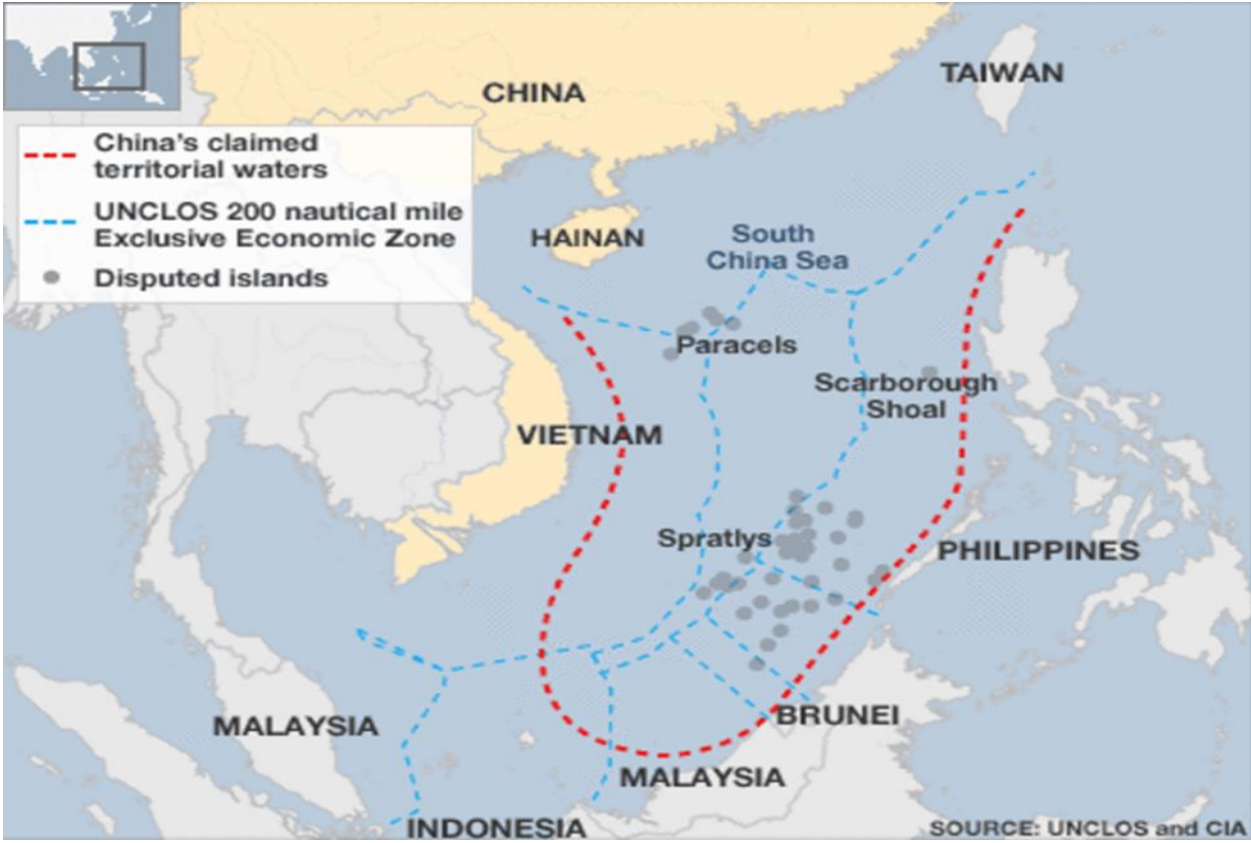 CHINA
TAIWAN
China's claimed
territorial waters
UNCLOS 200 nautical mile
Exclusive Economic Zone
Disputed islands
HAINAN
South
China Sea
Paracels
Scarborough
Shoal
VIETNAM
Spratlys
PHILIPPINES
MALAYSIA
BRUNEI
MALAYSIA
INDONESIA
SOURCE: UNCLOS and CIA